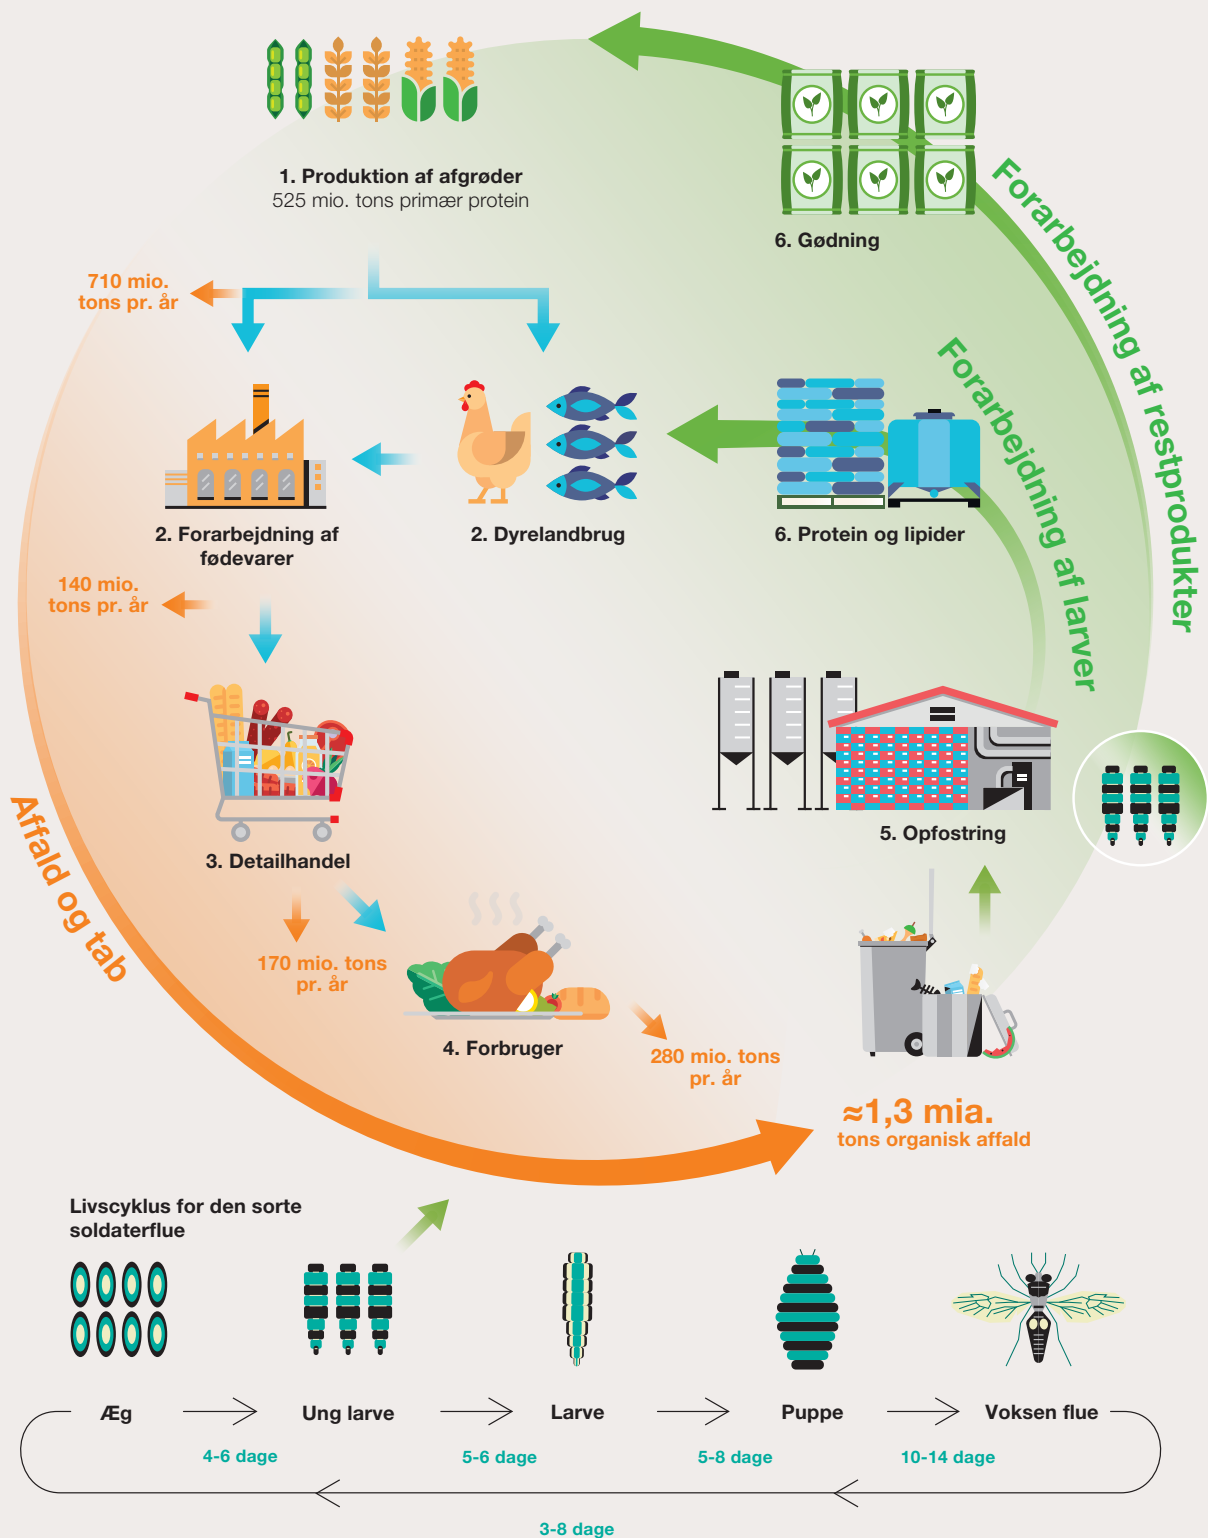 1. Produktion af afgrøder
525 mio. tons primær protein
6. Gødning
Forarbejdning af restprodukter
710 mio.
tons pr. år
Forarbejdning af larver
2. Forarbejdning af
fødevarer
2. Dyrelandbrug
6. Protein og lipider
140 mio.
tons pr. år
Affald og tab
3. Detailhandel
5. Opfostring
170 mio. tons
pr. år
4. Forbruger
280 mio. tons
pr. år
≈1,3 mia.
tons organisk affald
Livscyklus for den sorte
soldaterflue
Æg
Ung larve
Larve
Puppe
Voksen flue
4-6 dage
5-6 dage
5-8 dage
10-14 dage
3-8 dage